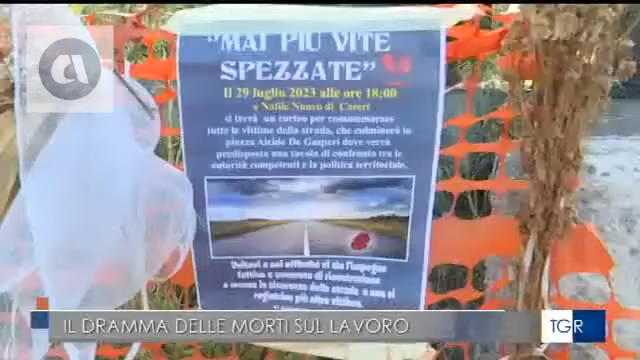 "MAI PIÙ VITE
SPEZZATE"
Il 29 luglio 2023 alle ore 18:00
a Natile Nuovo di Careri
si terrà un corteo per commemorare
tutte le vittime della strada, che culminerà in
piazza Alcide De Gasperi dove verrà
predisposta una tavola di confronto tra le
autorità competenti e la politica territoriale.
IL DRAMMA DELLE MORTI SUL LAVORO
TGR